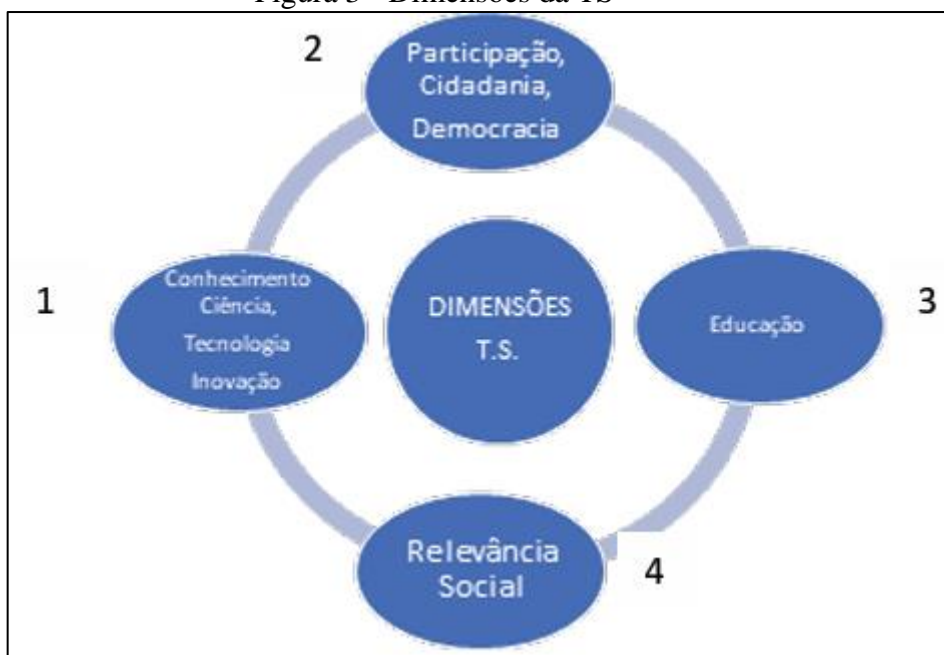 2
Participação,
Cidadania,
Democracia
1
Conhecimento
Ciência,
Tecnologia
Inovação
DIMENSÕES
T.S.
Educação
3
Relevância
Social
4